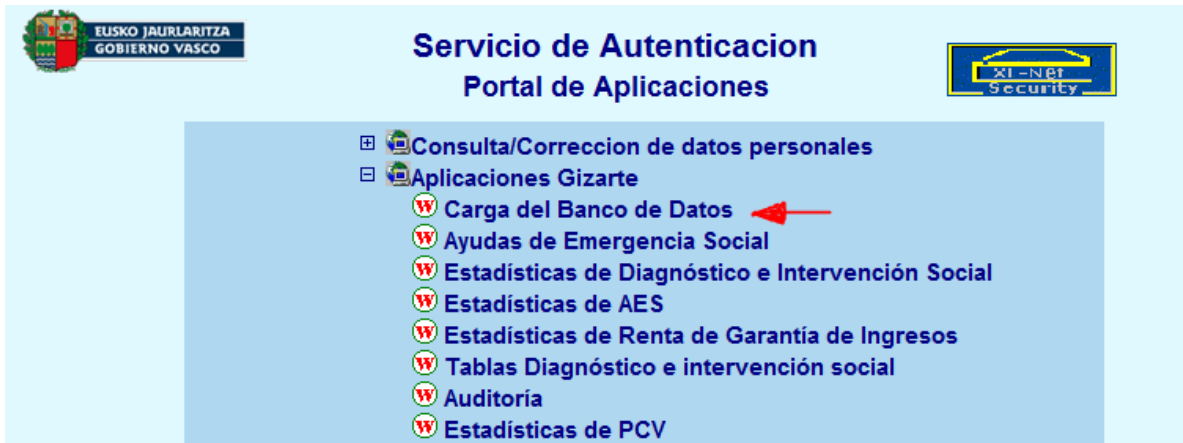 EUSKO JAURLARITZA
GOBIERNO VASCO
Servicio de Autenticacion
Portal de Aplicaciones
XL-Net
Security
Consulta/Correccion de datos personales
Aplicaciones Gizarte
Carga del Banco de Datos
Ayudas de Emergencia Social
Estadísticas de Diagnóstico e Intervención Social
Estadísticas de AES
Estadísticas de Renta de Garantía de Ingresos
Tablas Diagnóstico e intervención social
Auditoría
Estadísticas de PCV